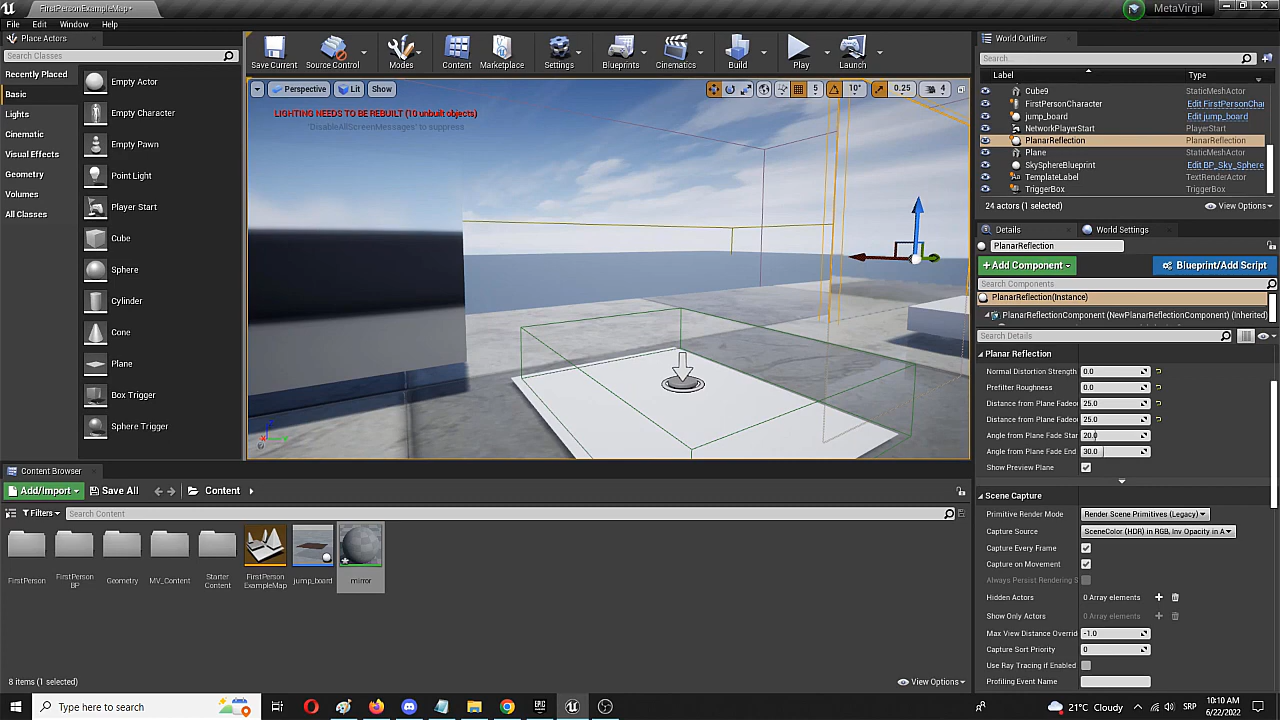 FirstPersonExampleMap•
MetaVirgil
File Edit Window Help
Place Actors
Search Classes
Recently Placed
Basic
Lights
Cinematic
Visual Effects
Geometry
Volumes
All Classes
Empty Actor
Empty Character
Empty Pawn
Point Light
Player Start
Cube
Sphere
Cylinder
Cone
Plane
Box Trigger
Sphere Trigger
Save Current
Source Control
Modes
Content
Marketplace
Settings
Blueprints
Cinematics
Build
Play
Launch
Perspective
Lit
Show
5
10°
0.25
4
LIGHTING NEEDS TO BE REBUILT (10 unbuilt objects)
'DisableAllScreenMessages' to suppress
World Outliner
Search...
Label Type
Cube9 StaticMeshActor
FirstPersonCharacter Edit FirstPersonChar
jump_board Edit jump_board
NetworkPlayerStart PlayerStart
PlanarReflection PlanarReflection
Plane StaticMeshActor
SkySphereBlueprint Edit BP_Sky_Sphere
TemplateLabel TextRenderActor
TriggerBox TriggerBox
24 actors (1 selected)
View Options
Details
World Settings
PlanarReflection
+Add Component
Blueprint/Add Script
Search Components
PlanarReflection(Instance)
PlanarReflectionComponent (NewPlanarReflectionComponent) (Inherited)
Search Details
Planar Reflection
Normal Distortion Strength 0.0
Prefilter Roughness 0.0
Distance from Plane Fadeou 25.0
Distance from Plane Fadeou 25.0
Angle from Plane Fade Star 20.0
Angle from Plane Fade End 30.0
Show Preview Plane
Scene Capture
Primitive Render Mode Render Scene Primitives (Legacy)
Capture Source SceneColor (HDR) in RGB, Inv Opacity in A
Capture Every Frame
Capture on Movement
Always Persist Rendering S
Hidden Actors 0 Array elements
Show Only Actors 0 Array elements
Max View Distance Overrid -1.0
Capture Sort Priority 0
Use Ray Tracing if Enabled
Profiling Event Name
Content Browser
Add/Import
Save All
Content
Filters
Search Content
FirstPerson
FirstPerson BP
Geometry
MV_Content
Starter Content
FirstPerson ExampleMap
jump_board
mirror
8 items (1 selected)
View Options
Type here to search
EPIC
21°C Cloudy
SRP
10:10 AM
6/22/2022